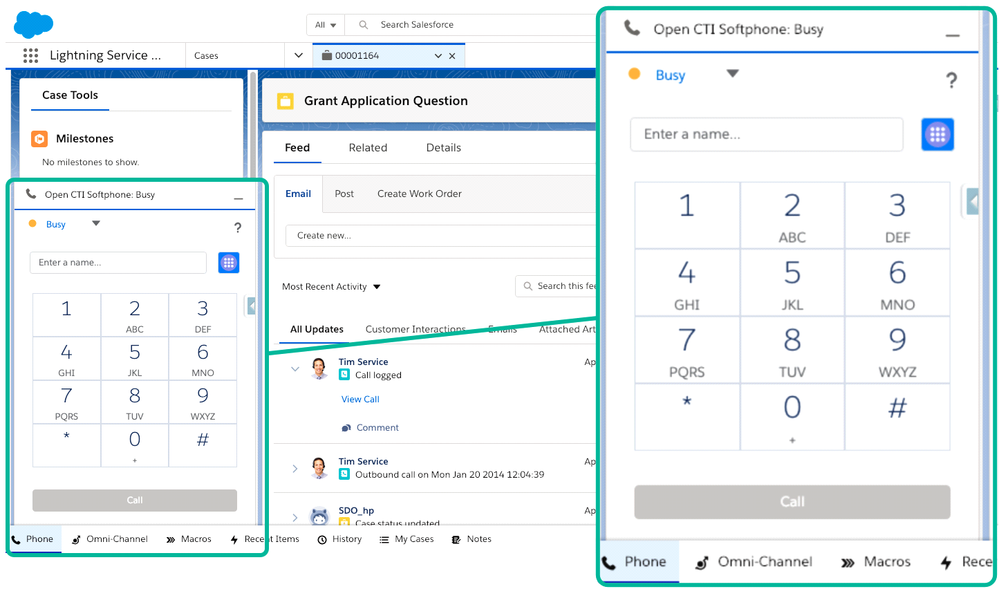 All
Search Salesforce
Lightning Service ...
Cases
00001164
Case Tools
Milestones
No milestones to show.
Open CTI Softphone: Busy
Busy
?
Enter a name...
1
2
ABC
3
DEF
4
GHI
5
JKL
6
MNO
7
PQRS
8
TUV
9
WXYZ
*
0
+
#
Call
Grant Application Question
Feed
Related
Details
Email
Post
Create Work Order
Create new...
Most Recent Activity
Search this fee
All Updates
Customer Interactions
Emails
Attached Art
Tim Service
Ap
Call logged
View Call
Comment
Tim Service
Ap
Outbound call on Mon Jan 20 2014 12:04:39
SDO_hp
Ap
Case status updated
Phone
Omni-Channel
Macros
Recent Items
History
My Cases
Notes
Open CTI Softphone: Busy
Busy
?
Enter a name...
1
2
ABC
3
DEF
4
GHI
5
JKL
6
MNO
7
PQRS
8
TUV
9
WXYZ
*
0
+
#
Call
Phone
Omni-Channel
Macros
Rece